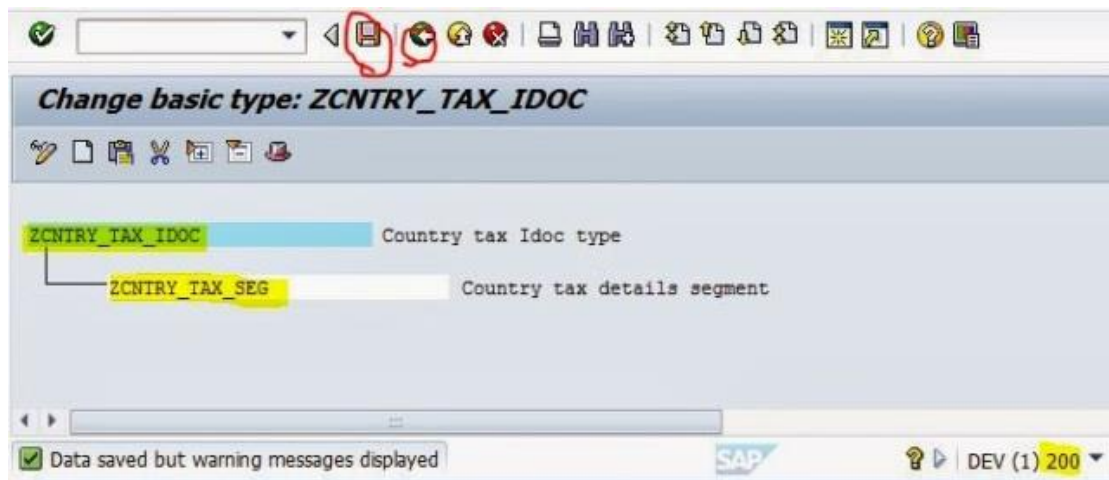 Change basic type: ZCNTRY_TAX_IDOC
ZCNTRY_TAX_IDOC Country tax Idoc type
ZCNTRY_TAX_SEG Country tax details segment
Data saved but warning messages displayed SAP DEV (1) 200